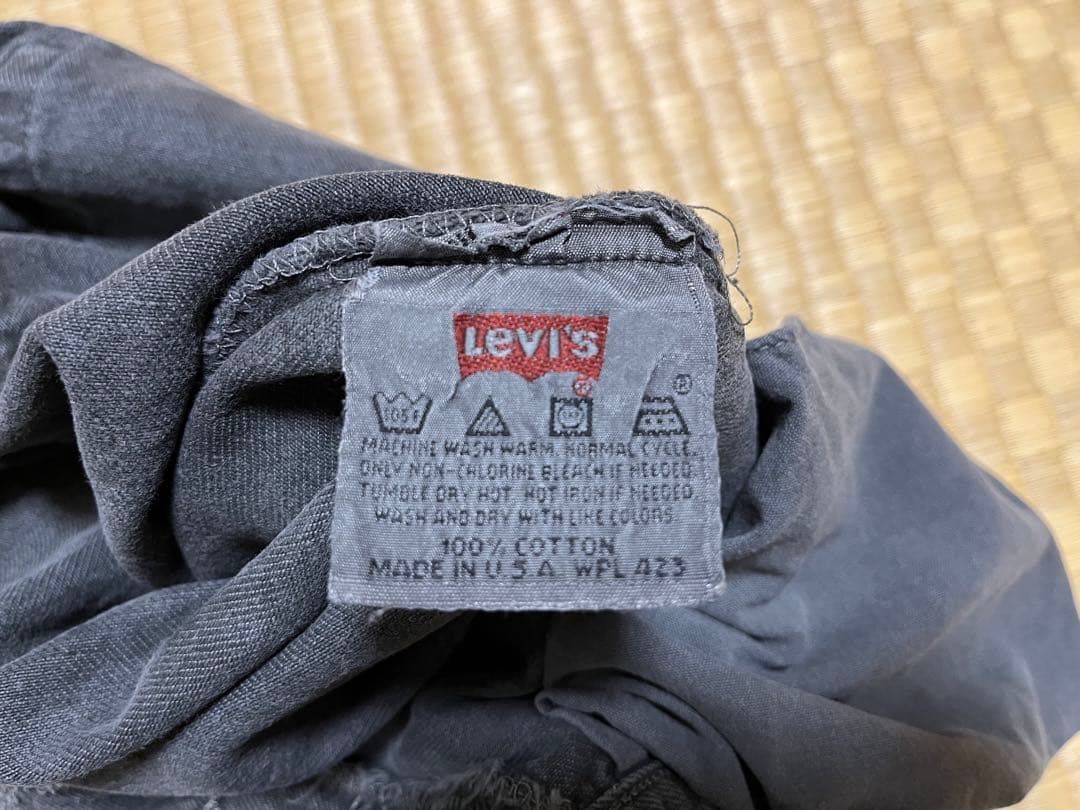 Levi's
®
®
105F
MACHINE WASH WARM. NORMAL CYCLE.
ONLY NON-CHLORINE BLEACH IF NEEDED
TUMBLE DRY HOT. HOT IRON IF NEEDED
WASH AND DRY WITH LIKE COLORS
100% COTTON
MADE IN U.S.A. WPL 423